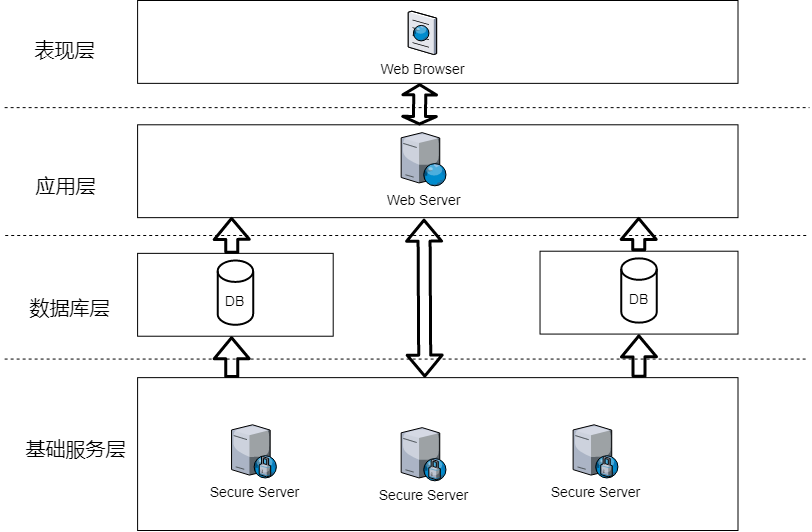 表现层
Web Browser
应用层
Web Server
数据库层
DB
DB
基础服务层
Secure Server
Secure Server
Secure Server